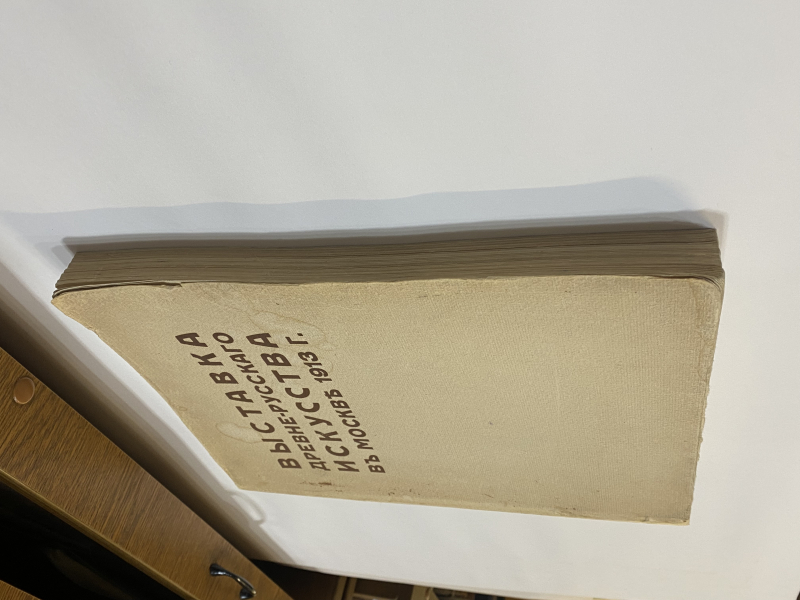 ВЫСТАВКА
ДРЕВНЕ-РУССКАГО
ИСКУССТВА
ВЪ МОСКВѢ 1913 Г.